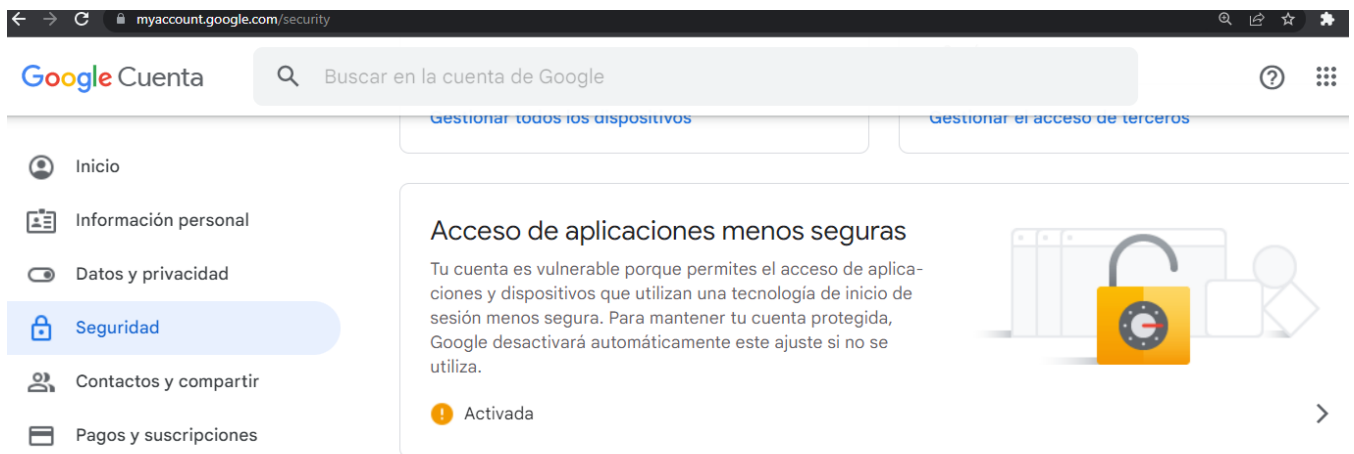 myaccount.google.com/security
Google Cuenta
Buscar en la cuenta de Google
Gestionar todos los dispositivos
Gestionar el acceso de terceros
Inicio
Información personal
Datos y privacidad
Seguridad
Contactos y compartir
Pagos y suscripciones
Acceso de aplicaciones menos seguras
Tu cuenta es vulnerable porque permites el acceso de aplica-
ciones y dispositivos que utilizan una tecnología de inicio de
sesión menos segura. Para mantener tu cuenta protegida,
Google desactivará automáticamente este ajuste si no se
utiliza.
Activada